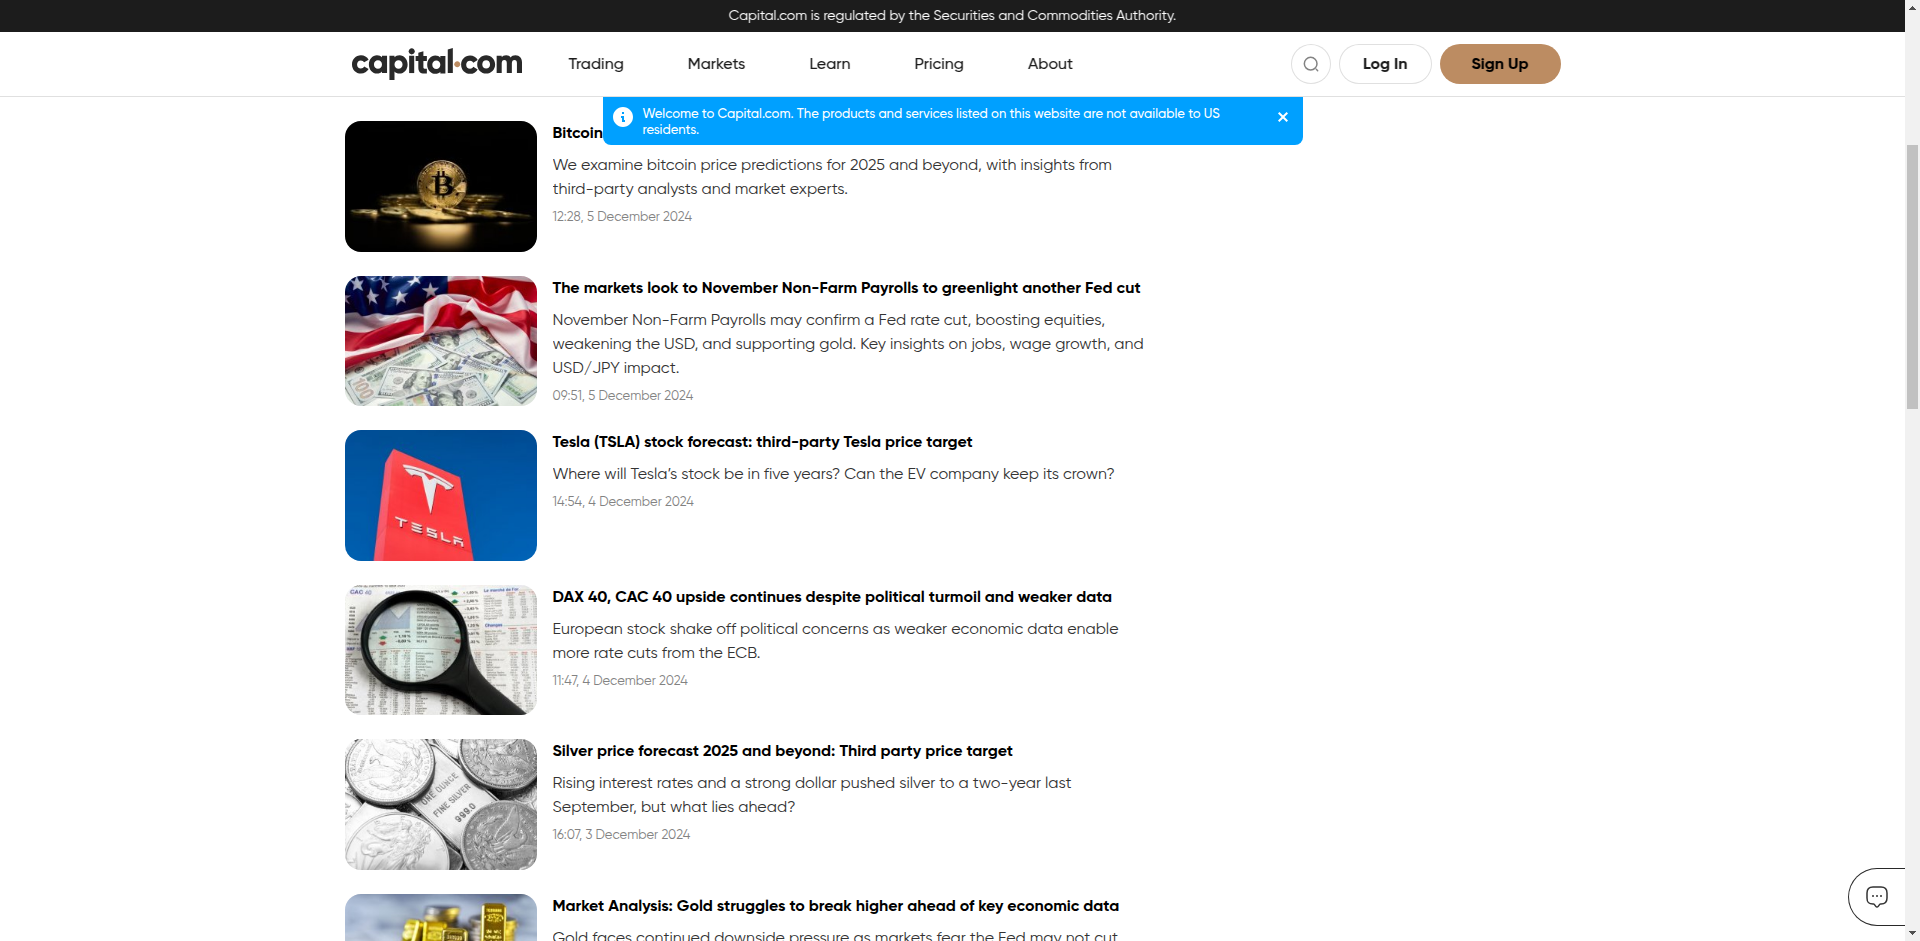 Capital.com is regulated by the Securities and Commodities Authority.
capital.com
Trading
Markets
Learn
Pricing
About
Log In
Sign Up
Welcome to Capital.com. The products and services listed on this website are not available to US
residents.
Bitcoin
We examine bitcoin price predictions for 2025 and beyond, with insights from
third-party analysts and market experts.
12:28, 5 December 2024
The markets look to November Non-Farm Payrolls to greenlight another Fed cut
November Non-Farm Payrolls may confirm a Fed rate cut, boosting equities,
weakening the USD, and supporting gold. Key insights on jobs, wage growth, and
USD/JPY impact.
09:51, 5 December 2024
TESLA
Tesla (TSLA) stock forecast: third-party Tesla price target
Where will Tesla's stock be in five years? Can the EV company keep its crown?
14:54, 4 December 2024
CAC 40
DAX 40, CAC 40 upside continues despite political turmoil and weaker data
European stock shake off political concerns as weaker economic data enable
more rate cuts from the ECB.
11:47, 4 December 2024
ONE OUNCE
FINE SILVER
999.0
Silver price forecast 2025 and beyond: Third party price target
Rising interest rates and a strong dollar pushed silver to a two-year last
September, but what lies ahead?
16:07, 3 December 2024
Market Analysis: Gold struggles to break higher ahead of key economic data
Gold faces continued downside pressure as markets fear the Fed may not cut